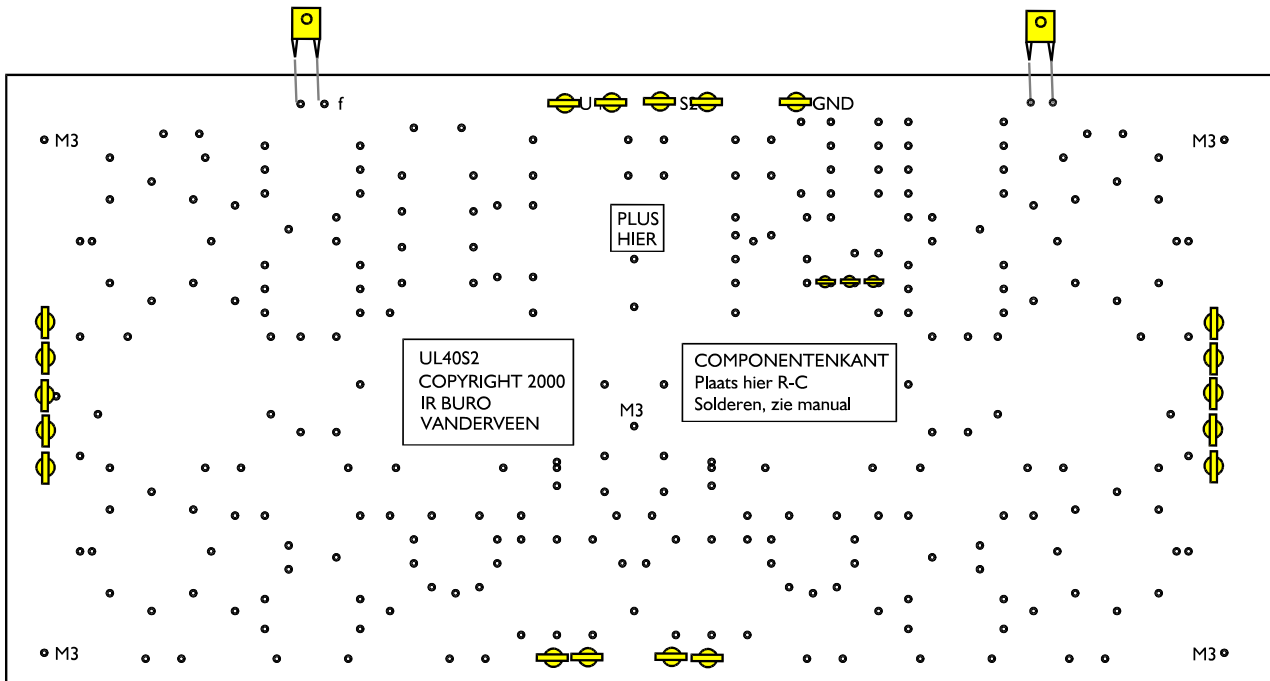 f
U
S2
GND
M3
M3
PLUS
HIER
UL40S2
COPYRIGHT 2000
IR BURO
VANDERVEEN
COMPONENTENKANT
Plaats hier R-C
Solderen, zie manual
M3
M3
M3